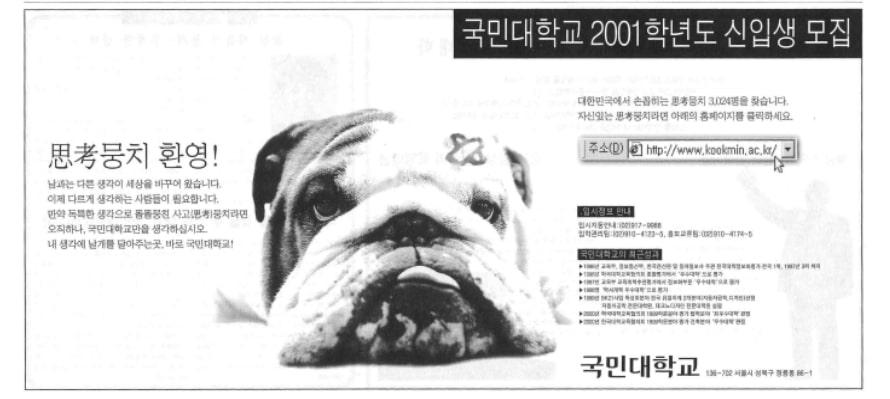 국민대학교 2001학년도 신입생 모집
대한민국에서 손꼽히는 思考뭉치 3,024명을 찾습니다.
자신있는 思考뭉치라면 아래의 홈페이지를 클릭하세요.
주소(D) http://www.kookmin.ac.kr/
思考뭉치 환영!
남과는 다른 생각이 세상을 바꾸어 왔습니다.
이제 다르게 생각하는 사람들이 필요합니다.
만약 독특한 생각으로 똘똘뭉친 사고(思考)뭉치라면
오직하나, 국민대학교만을 생각하십시오.
내 생각에 날개를 달아주는곳, 바로 국민대학교!
입시정보 안내
입시자동안내:(02)917-9988
입학관리팀:(02)910-4123~5, 홍보교류팀:(02)910-4174~5
국민대학교의 최근성과
국민대학교 136-702 서울시 성북구 정릉동 86-1